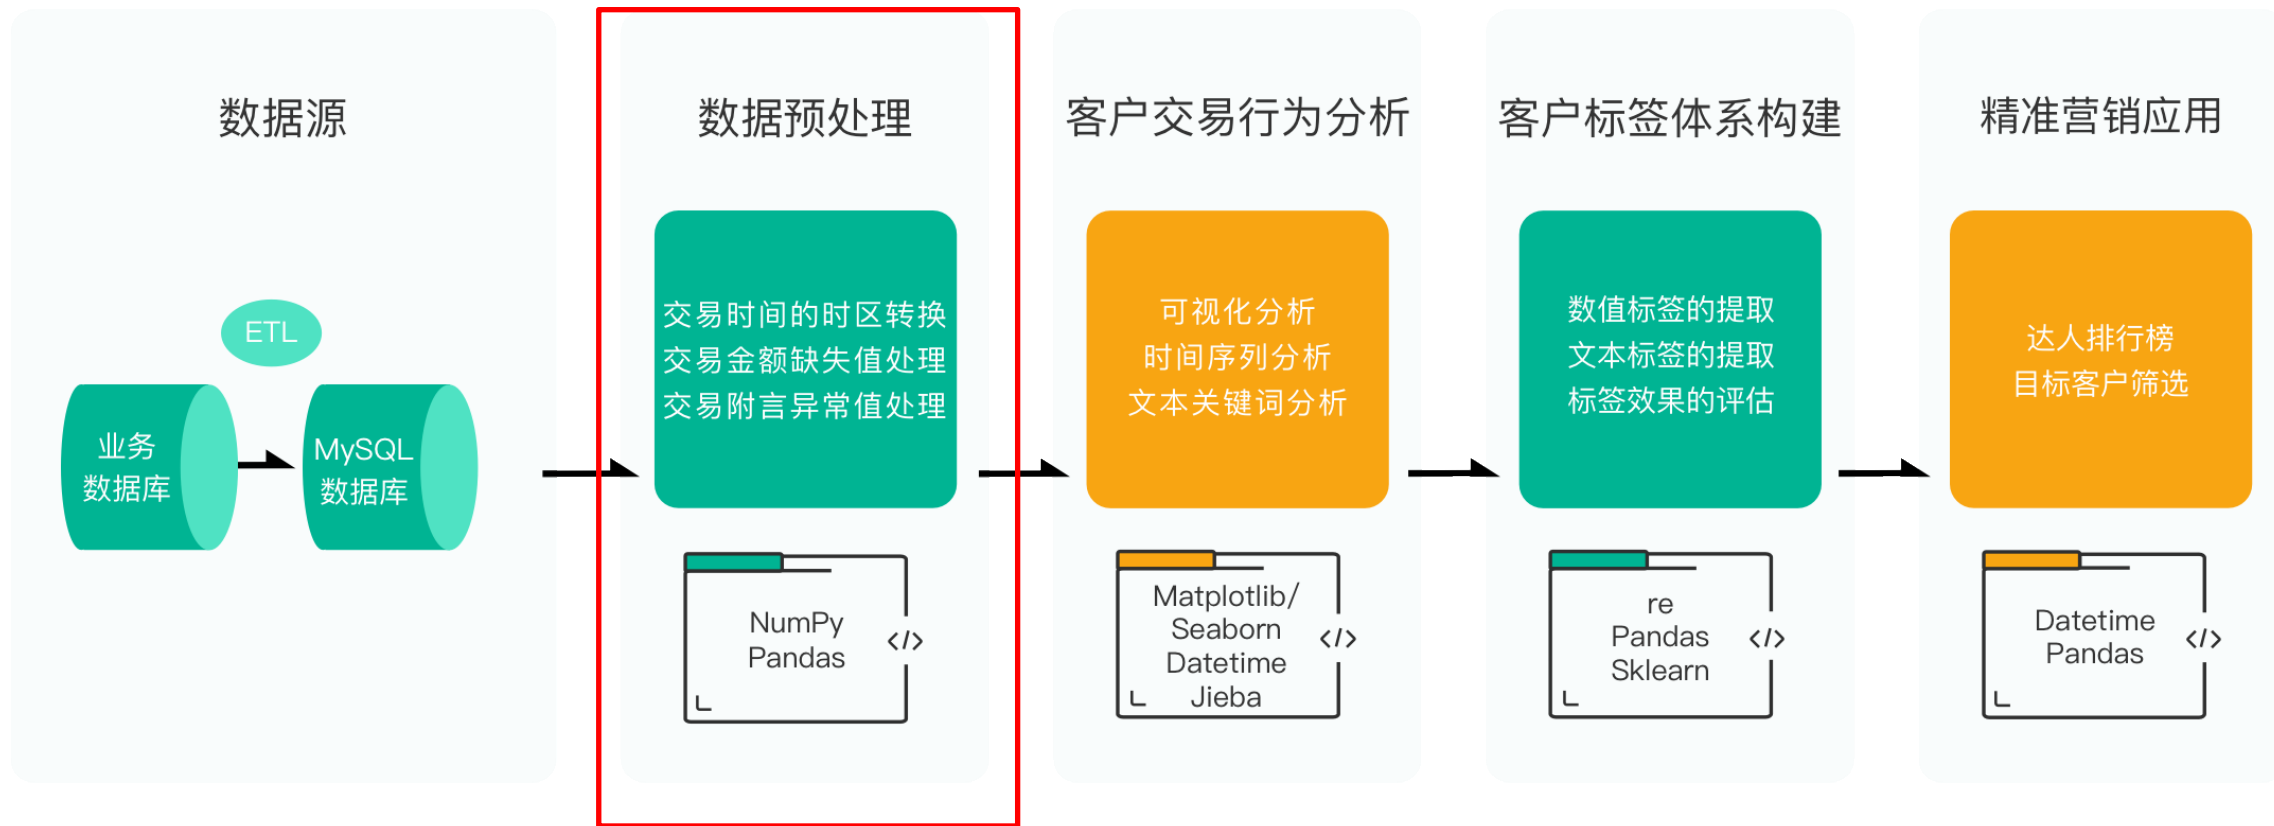 数据源
ETL
业务
数据库
MySQL
数据库
数据预处理
交易时间的时区转换
交易金额缺失值处理
交易附言异常值处理
NumPy
Pandas
</>
客户交易行为分析
可视化分析
时间序列分析
文本关键词分析
Matplotlib/
Seaborn
Datetime
Jieba
</>
客户标签体系构建
数值标签的提取
文本标签的提取
标签效果的评估
re
Pandas
Sklearn
</>
精准营销应用
达人排行榜
目标客户筛选
Datetime
Pandas
</>